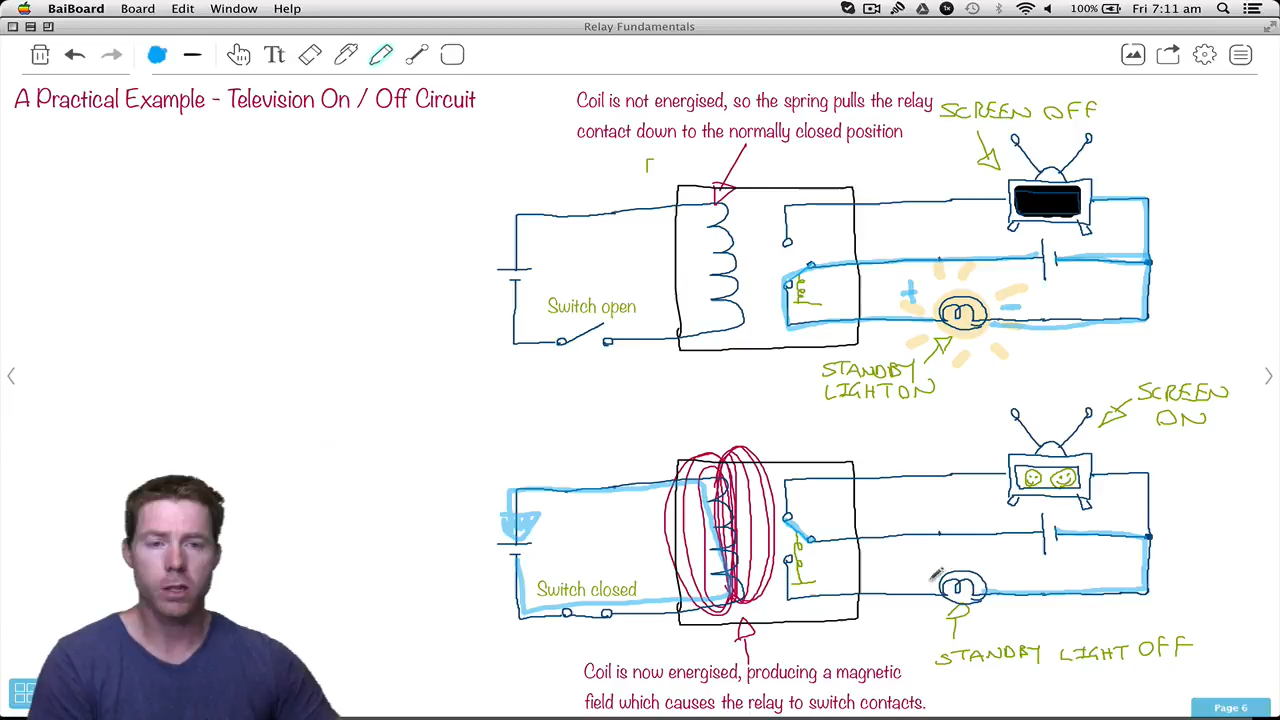 BaiBoard Board Edit Window Help
100% Fri 7:11 am
Relay Fundamentals
Tt
A Practical Example - Television On / Off Circuit
Coil is not energised, so the spring pulls the relay
contact down to the normally closed position
SCREEN OFF
Switch open
+
-
STANDBY
LIGHT ON
SCREEN
ON
Switch closed
STANDBY LIGHT OFF
Coil is now energised, producing a magnetic
field which causes the relay to switch contacts.
Page 6